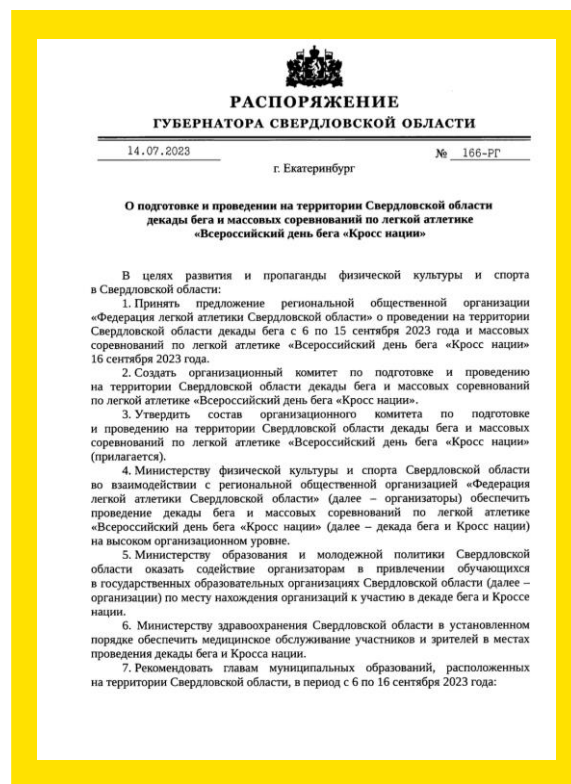 РАСПОРЯЖЕНИЕ
ГУБЕРНАТОРА СВЕРДЛОВСКОЙ ОБЛАСТИ
14.07.2023
№ 166-РГ
г. Екатеринбург
О подготовке и проведении на территории Свердловской области
декады бега и массовых соревнований по легкой атлетике
«Всероссийский день бега «Кросс нации»
В целях развития и пропаганды физической культуры и спорта
в Свердловской области:
1. Принять предложение региональной общественной организации
«Федерация легкой атлетики Свердловской области» о проведении на территории
Свердловской области декады бега с 6 по 15 сентября 2023 года и массовых
соревнований по легкой атлетике «Всероссийский день бега «Кросс нации»
16 сентября 2023 года.
2. Создать организационный комитет по подготовке и проведению
на территории Свердловской области декады бега и массовых соревнований
по легкой атлетике «Всероссийский день бега «Кросс нации».
3. Утвердить состав организационного комитета по подготовке
и проведению на территории Свердловской области декады бега и массовых
соревнований по легкой атлетике «Всероссийский день бега «Кросс нации»
(прилагается).
4. Министерству физической культуры и спорта Свердловской области
во взаимодействии с региональной общественной организацией «Федерация
легкой атлетики Свердловской области» (далее – организаторы) обеспечить
проведение декады бега и массовых соревнований по легкой атлетике
«Всероссийский день бега «Кросс нации» (далее – декада бега и Кросс нации)
на высоком организационном уровне.
5. Министерству образования и молодежной политики Свердловской
области оказать содействие организаторам в привлечении обучающихся
в государственных образовательных организациях Свердловской области (далее –
организации) по месту нахождения организаций к участию в декаде бега и Кроссе
нации.
6. Министерству здравоохранения Свердловской области в установленном
порядке обеспечить медицинское обслуживание участников и зрителей в местах
проведения декады бега и Кросса нации.
7. Рекомендовать главам муниципальных образований, расположенных
на территории Свердловской области, в период с 6 по 16 сентября 2023 года: